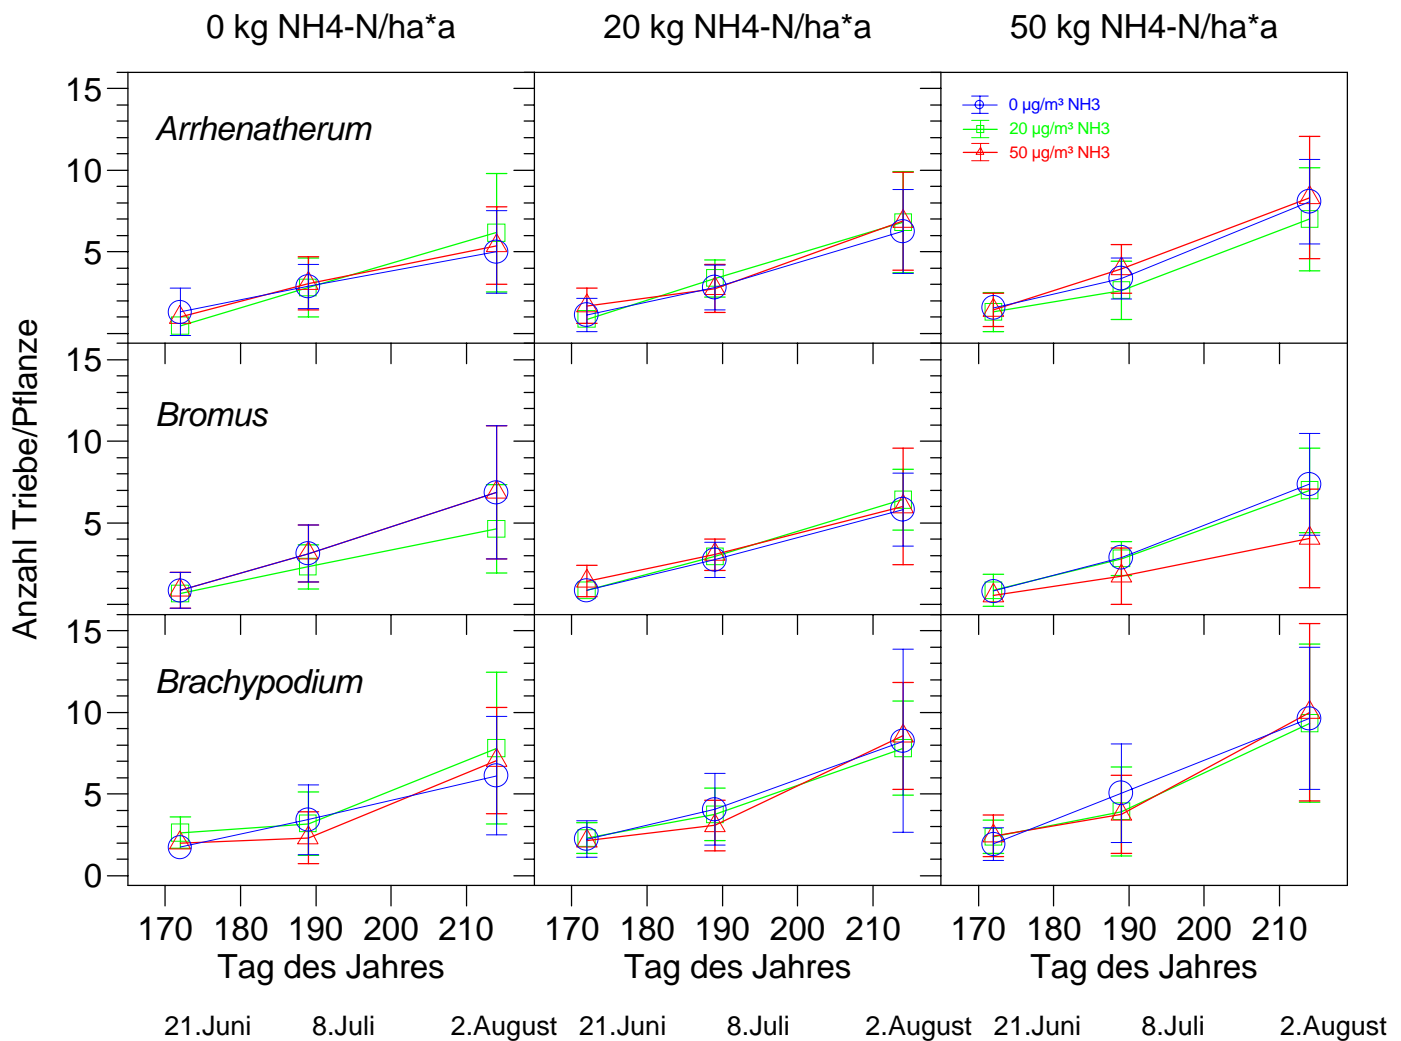 0 kg NH4-N/ha*a 20 kg NH4-N/ha*a 50 kg NH4-N/ha*a
15
Arrhenatherum
10
5
0 µg/m³ NH3
20 µg/m³ NH3
50 µg/m³ NH3
Anzahl Triebe/Pflanze
15
Bromus
10
5
15
Brachypodium
10
5
0
170 180 190 200 210 170 180 190 200 210 170 180 190 200 210
Tag des Jahres Tag des Jahres Tag des Jahres
21.Juni 8.Juli 2.August 21.Juni 8.Juli 2.August 21.Juni 8.Juli 2.August